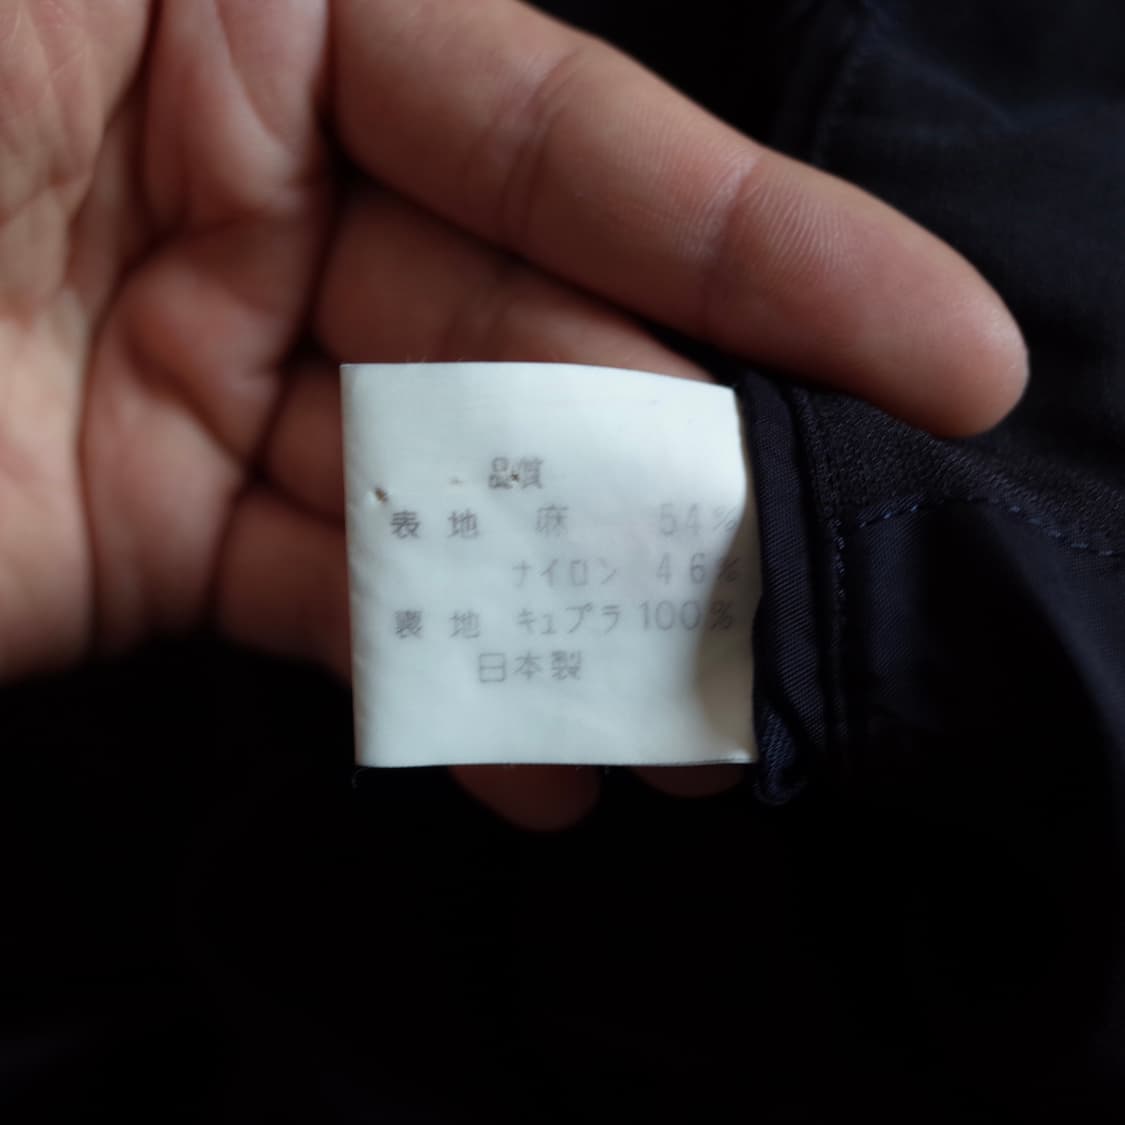 品質
表地 麻 54%
ナイロン 46%
裏地 キュプラ 100%
日本製